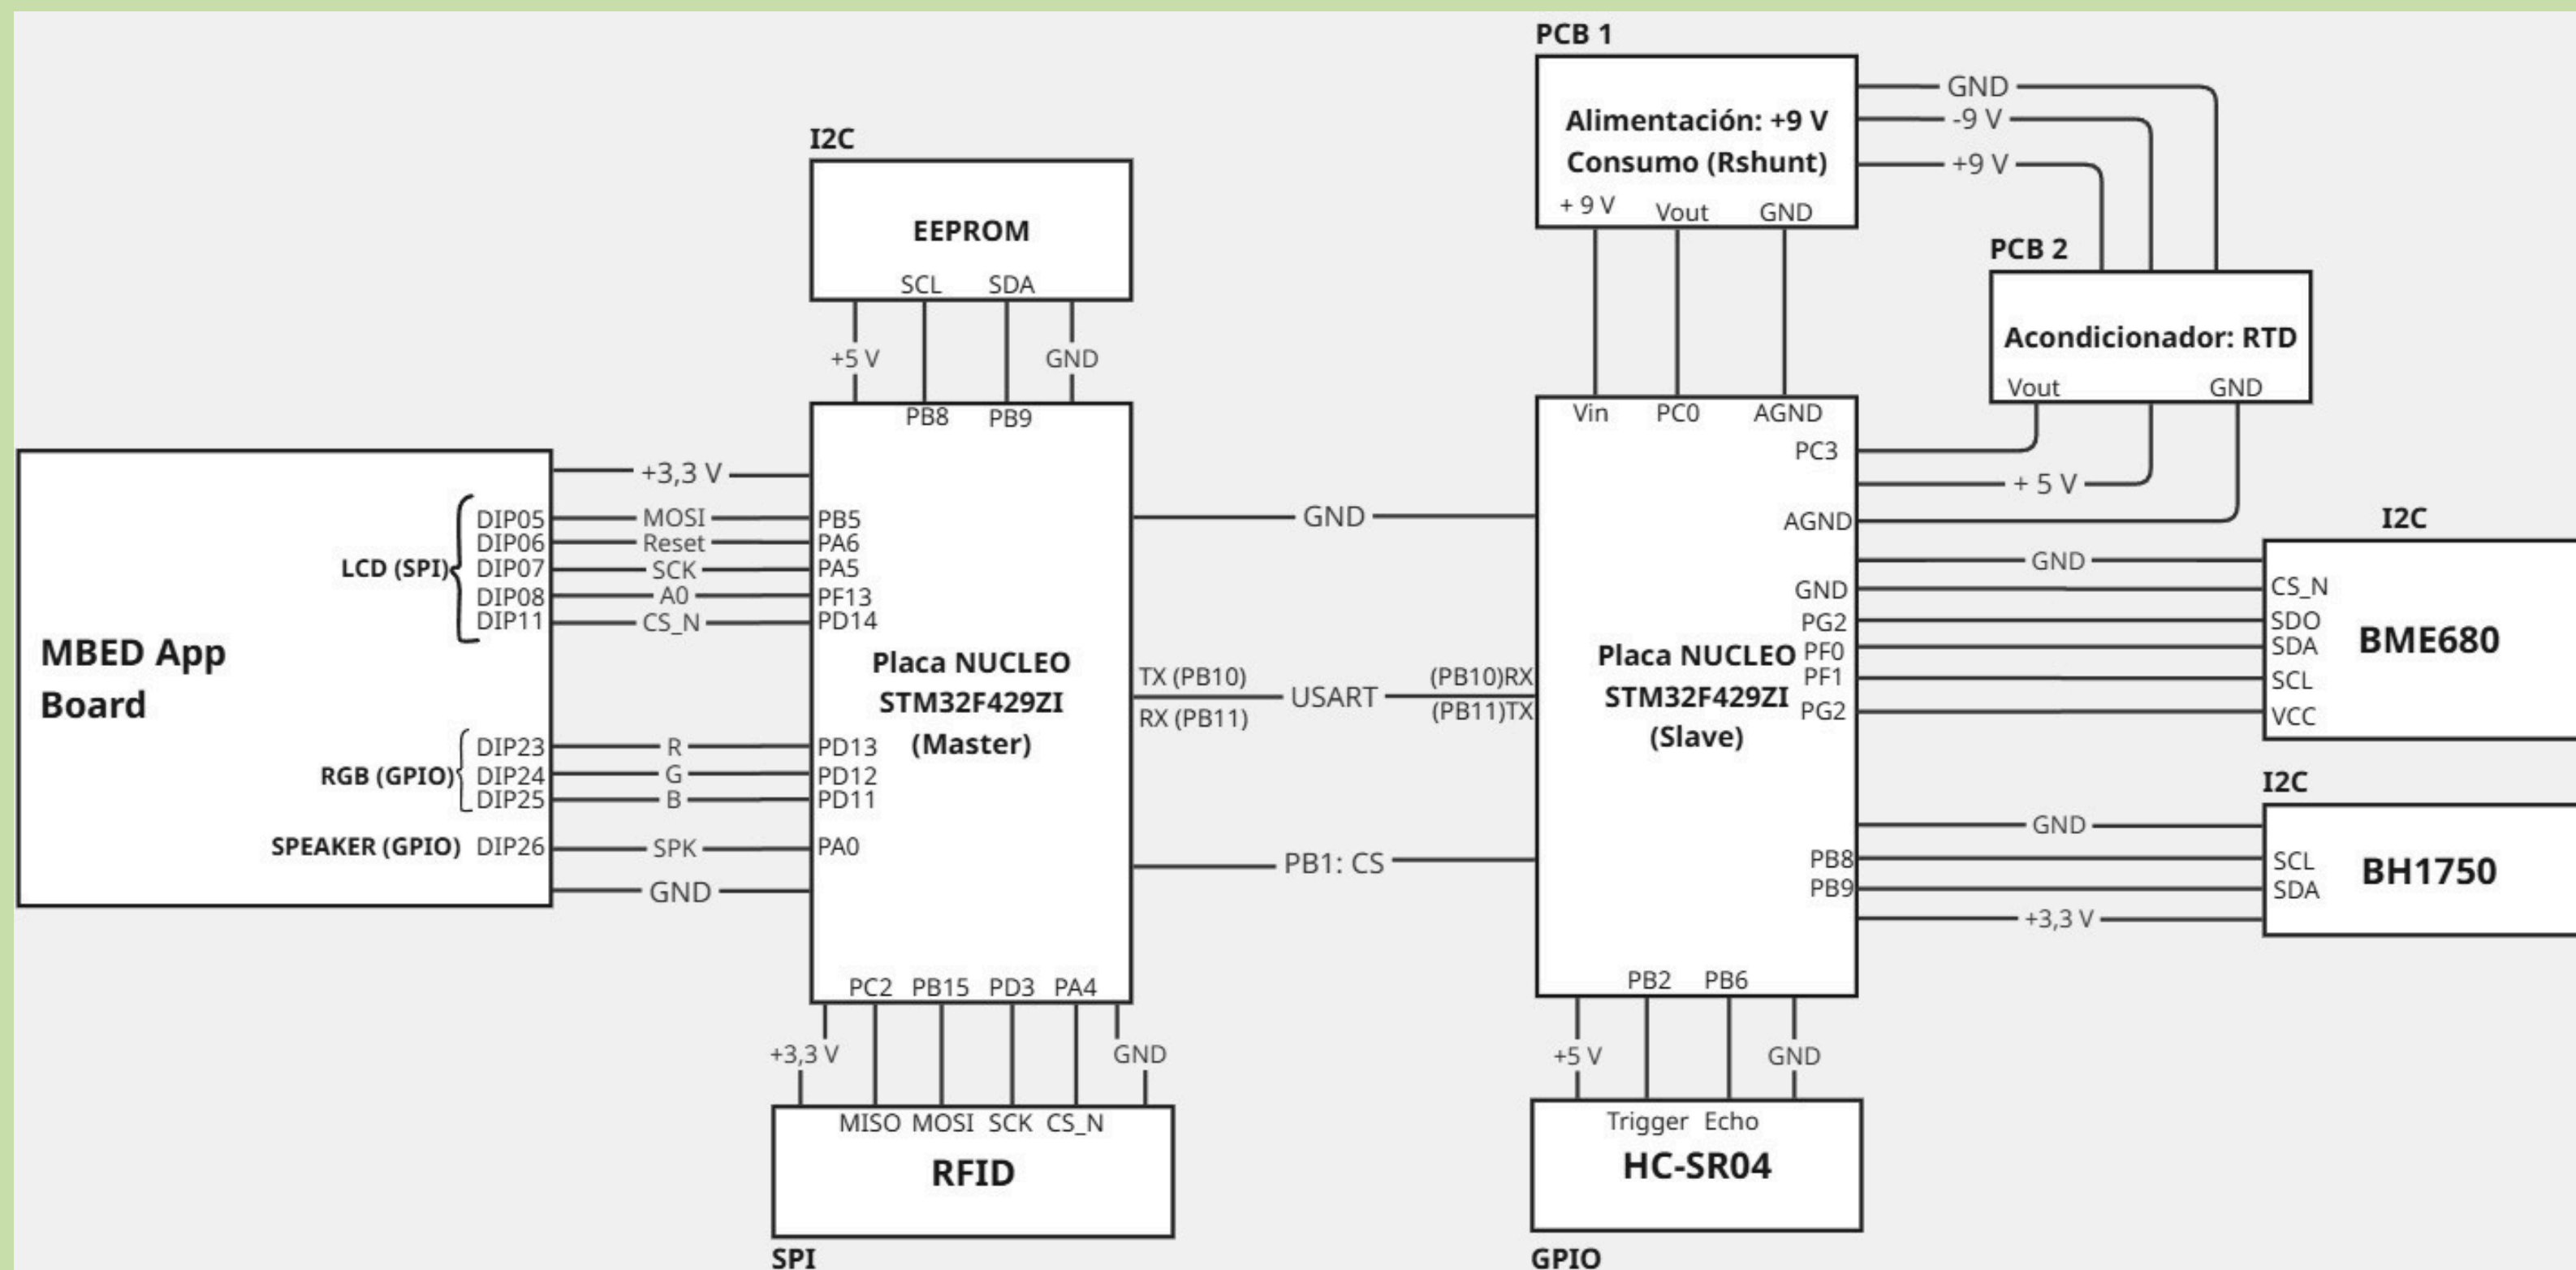 PCB 1
Alimentación: +9 V
Consumo (Rshunt)
+ 9 V Vout GND
GND
-9 V
+9 V
PCB 2
Acondicionador: RTD
Vout GND
I2C
EEPROM
SCL SDA
+5 V GND
MBED App
Board
LCD (SPI)
DIP05
DIP06
DIP07
DIP08
DIP11
RGB (GPIO)
DIP23
DIP24
DIP25
SPEAKER (GPIO) DIP26
+3,3 V
MOSI
Reset
SCK
A0
CS_N
R
G
B
SPK
GND
PB8 PB9
PB5
PA6
PA5
PF13
PD14
Placa NUCLEO
STM32F429ZI
(Master)
PD13
PD12
PD11
PA0
PC2 PB15 PD3 PA4
TX (PB10)
RX (PB11)
GND
USART
PB1: CS
(PB10)RX
(PB11)TX
+3,3 V GND
MISO MOSI SCK CS_N
RFID
SPI
Vin PC0 AGND
PC3
AGND
GND
PG2
PF0
PF1
PG2
Placa NUCLEO
STM32F429ZI
(Slave)
PB8
PB9
PB2 PB6
+ 5 V
GND
I2C
CS_N
SDO
SDA
SCL
VCC
BME680
I2C
GND
SCL
SDA
BH1750
+3,3 V
+5 V GND
Trigger Echo
HC-SR04
GPIO